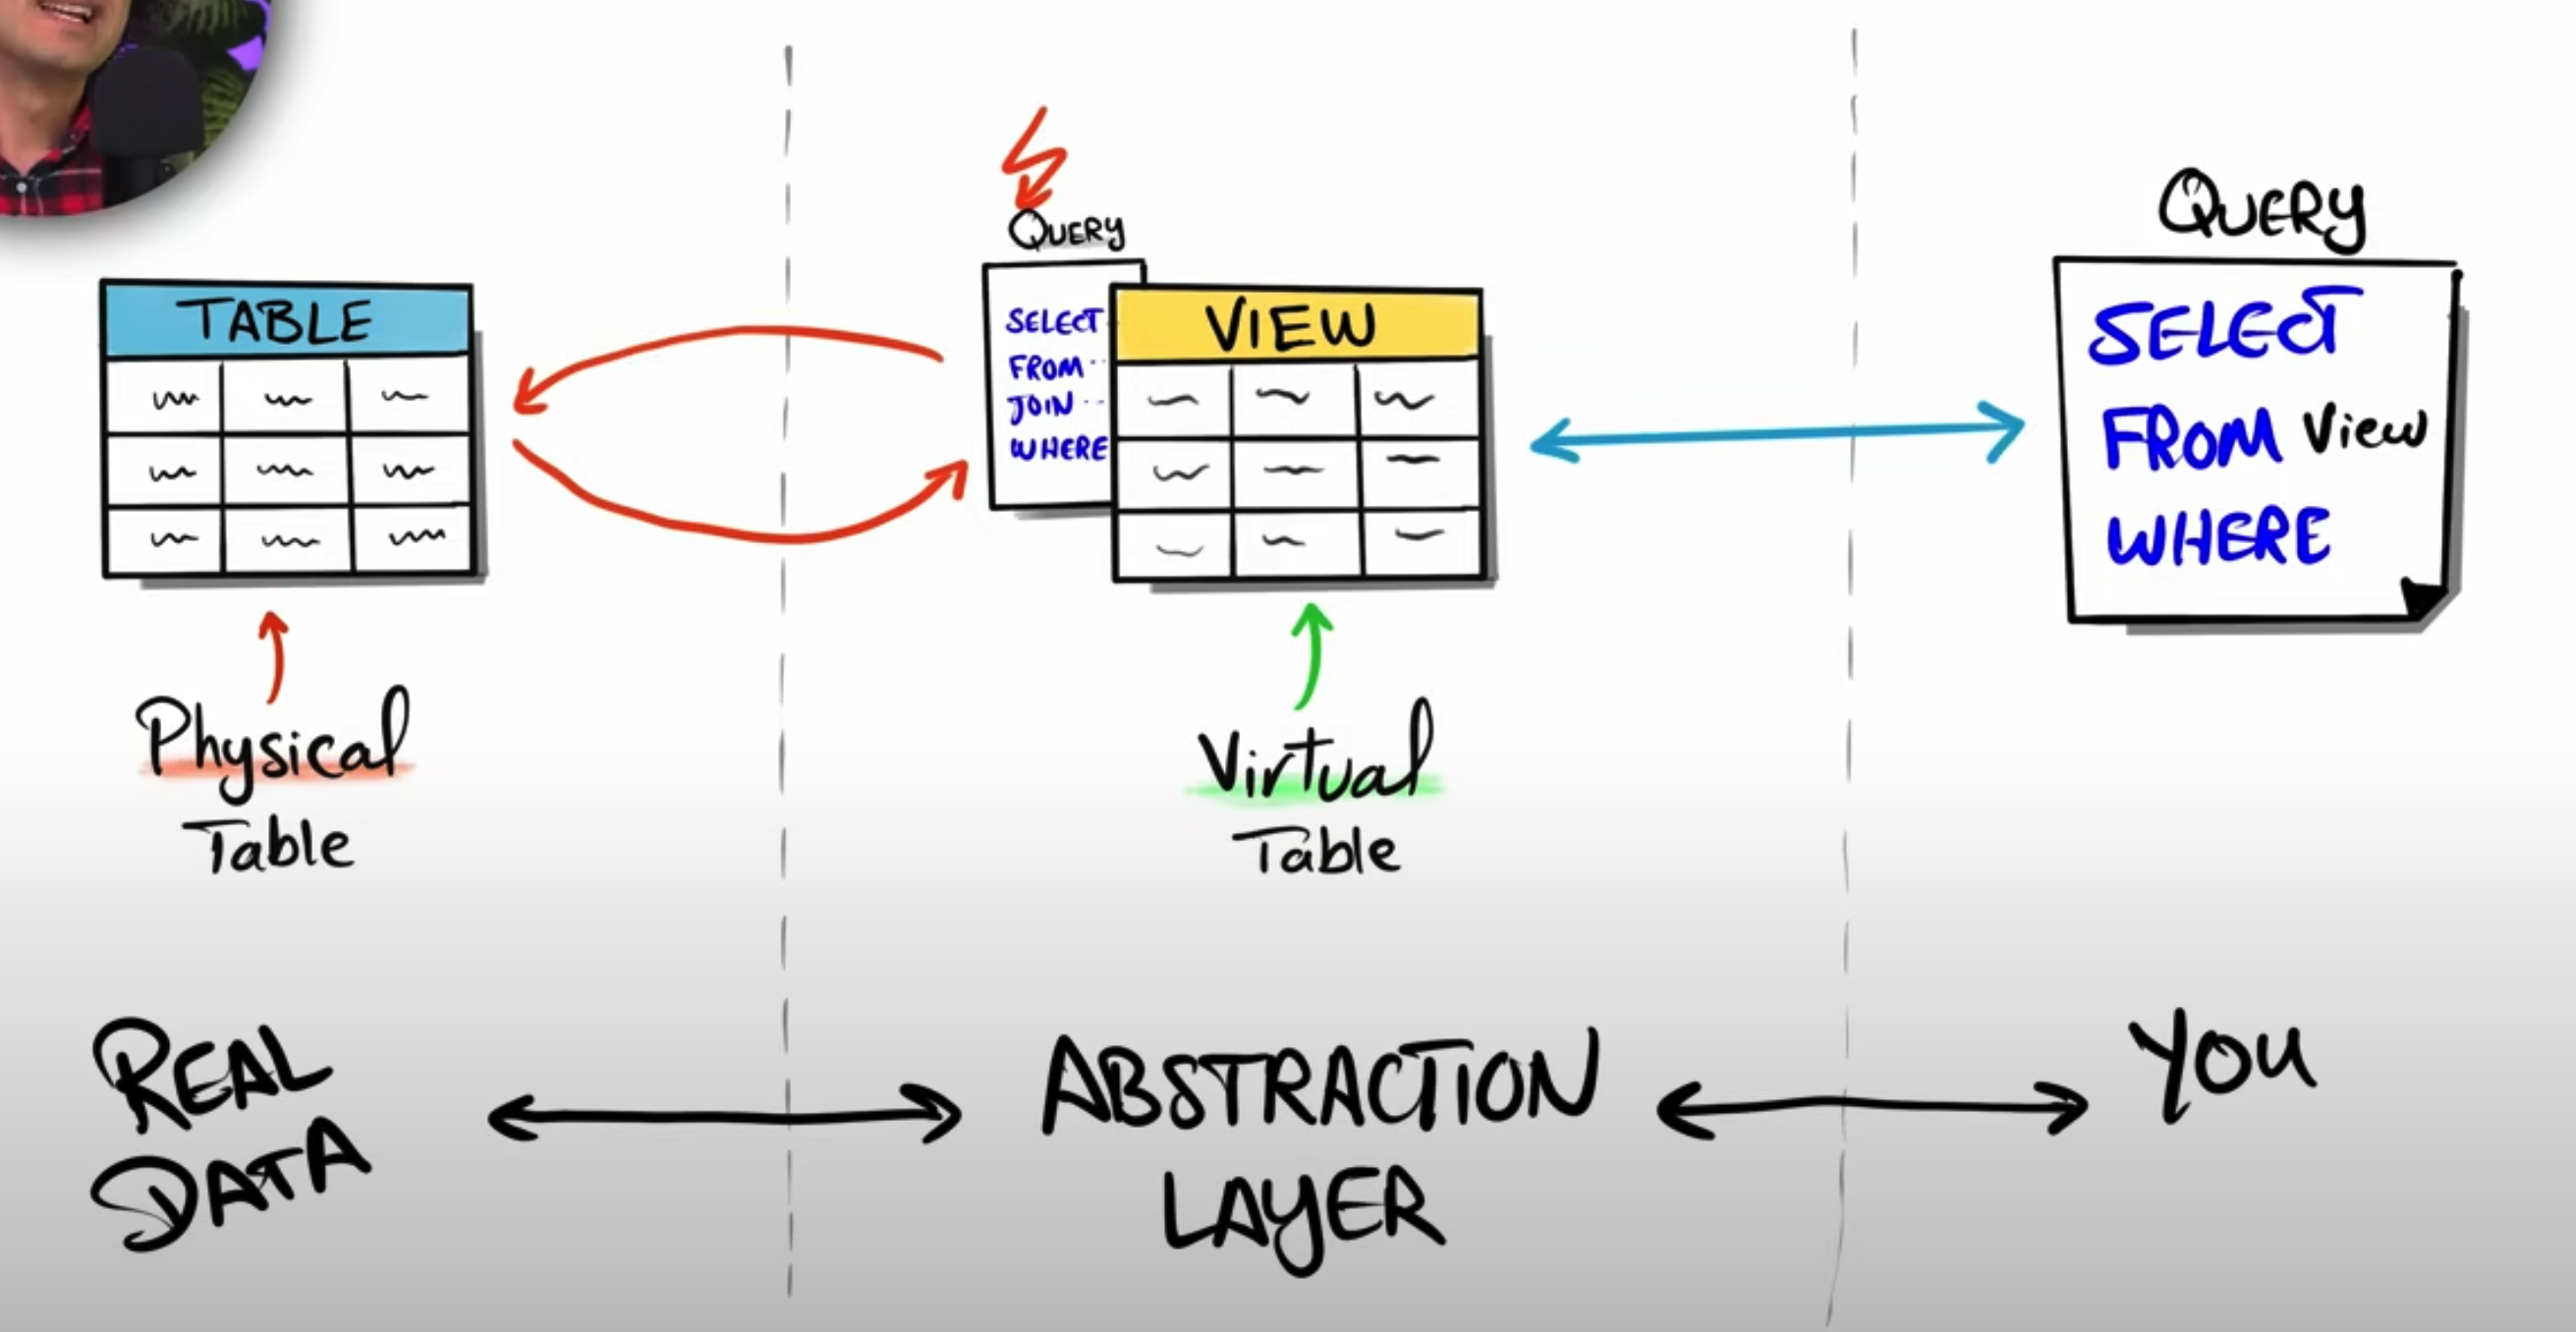 TABLE
Physical
Table
REAL
DATA
QUERY
SELECT
FROM
JOIN
WHERE
VIEW
Virtual
Table
ABSTRACTION
LAYER
QUERY
SELECT
FROM View
WHERE
YOU